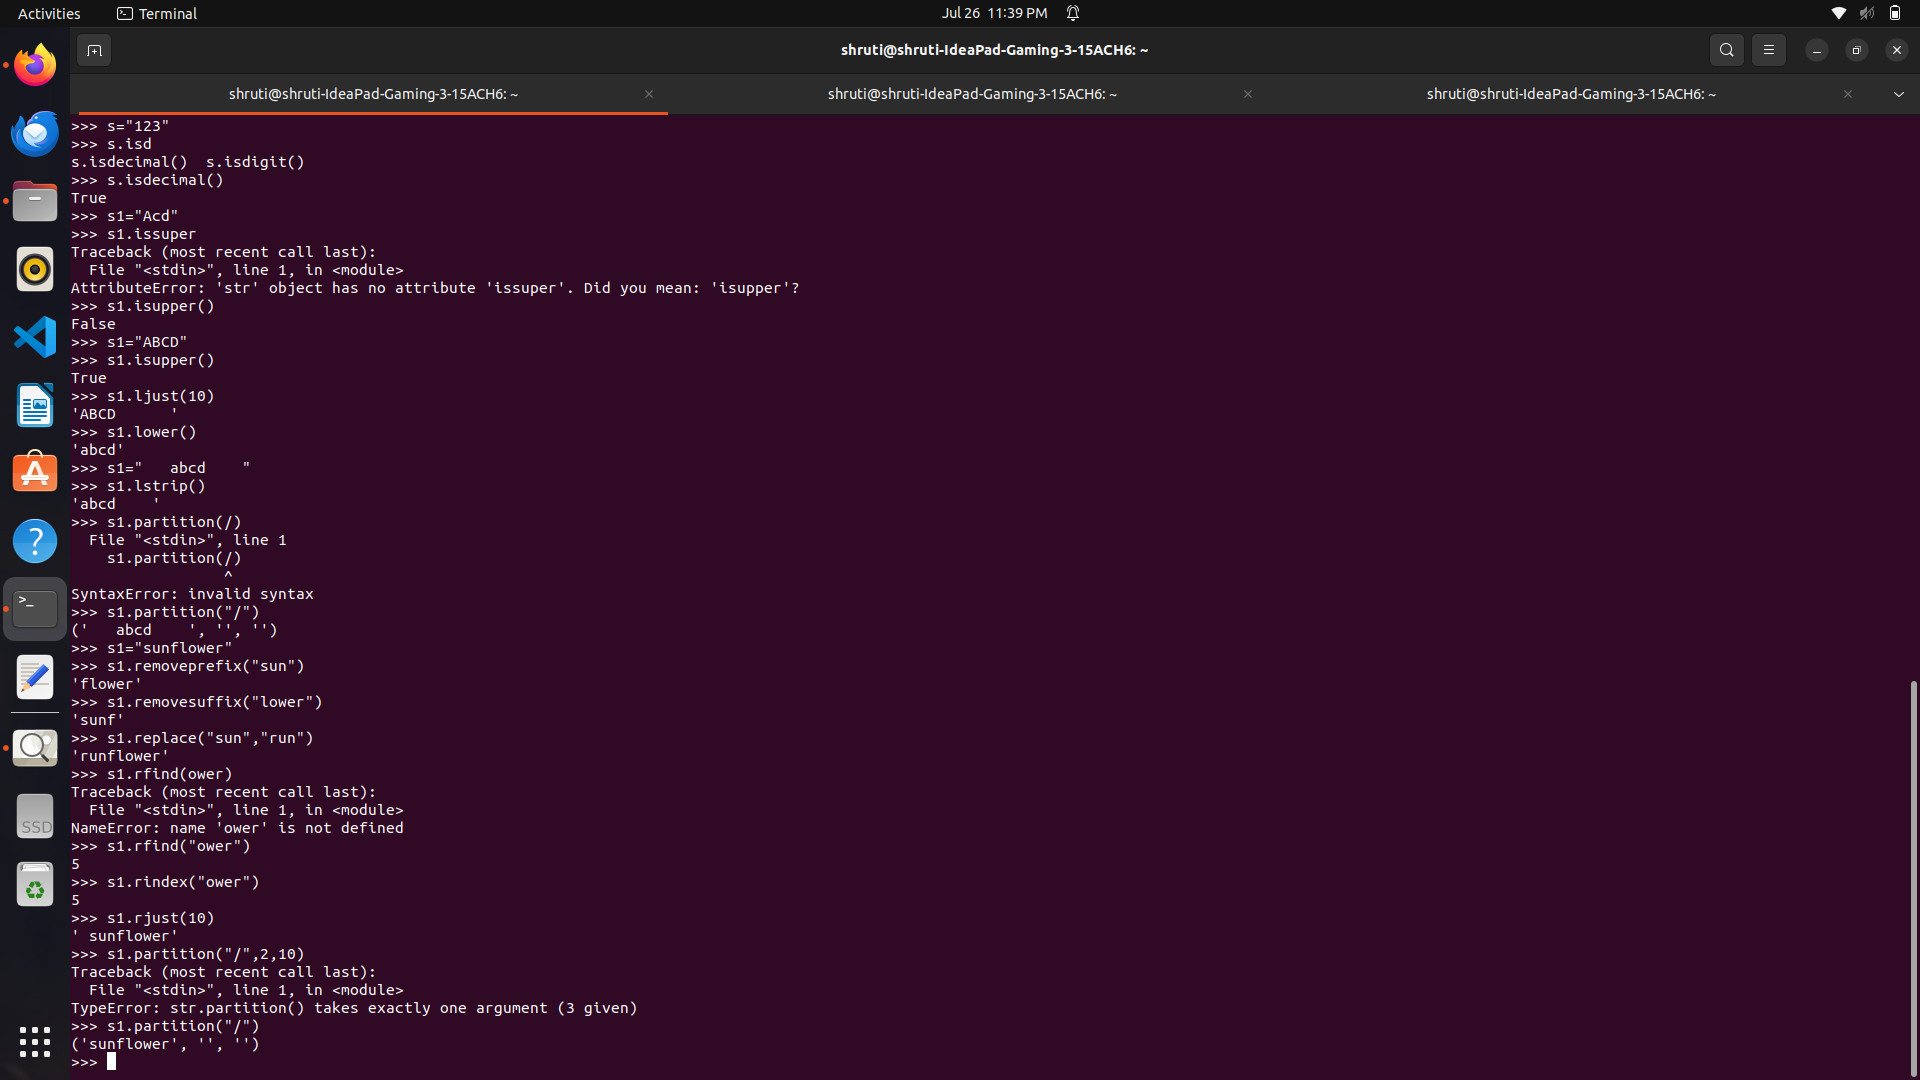 Activities
Terminal
Jul 26  11:39 PM
shruti@shruti-IdeaPad-Gaming-3-15ACH6: ~
shruti@shruti-IdeaPad-Gaming-3-15ACH6: ~
shruti@shruti-IdeaPad-Gaming-3-15ACH6: ~
shruti@shruti-IdeaPad-Gaming-3-15ACH6: ~
>>> s="123"
>>> s.isd
s.isdecimal()  s.isdigit()
>>> s.isdecimal()
True
>>> s1="Acd"
>>> s1.issuper
Traceback (most recent call last):
  File "<stdin>", line 1, in <module>
AttributeError: 'str' object has no attribute 'issuper'. Did you mean: 'isupper'?
>>> s1.isupper()
False
>>> s1="ABCD"
>>> s1.isupper()
True
>>> s1.ljust(10)
'ABCD      '
>>> s1.lower()
'abcd'
>>> s1="   abcd    "
>>> s1.lstrip()
'abcd    '
>>> s1.partition(/)
  File "<stdin>", line 1
    s1.partition(/)
                 ^
SyntaxError: invalid syntax
>>> s1.partition("/")
('   abcd    ', '', '')
>>> s1="sunflower"
>>> s1.removeprefix("sun")
'flower'
>>> s1.removesuffix("lower")
'sunf'
>>> s1.replace("sun","run")
'runflower'
>>> s1.rfind(ower)
Traceback (most recent call last):
  File "<stdin>", line 1, in <module>
NameError: name 'ower' is not defined
>>> s1.rfind("ower")
5
>>> s1.rindex("ower")
5
>>> s1.rjust(10)
' sunflower'
>>> s1.partition("/",2,10)
Traceback (most recent call last):
  File "<stdin>", line 1, in <module>
TypeError: str.partition() takes exactly one argument (3 given)
>>> s1.partition("/")
('sunflower', '', '')
>>>
SSD